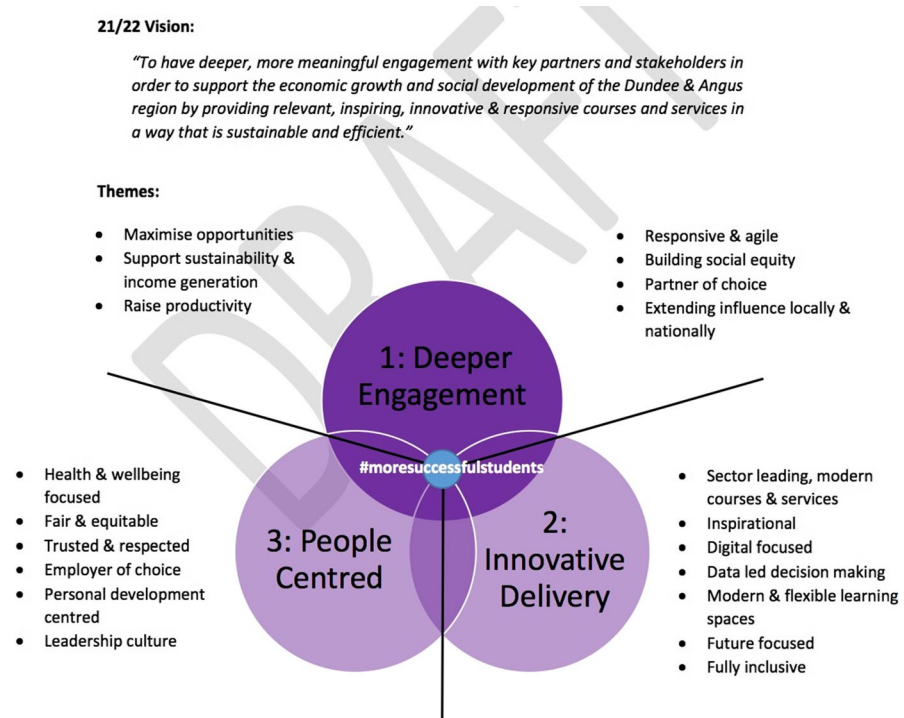 21/22 Vision:
“To have deeper, more meaningful engagement with key partners and stakeholders in
order to support the economic growth and social development of the Dundee & Angus
region by providing relevant, inspiring, innovative & responsive courses and services in
a way that is sustainable and efficient.”
DRAFT
Themes:
• Maximise opportunities
• Support sustainability &
income generation
• Raise productivity
• Responsive & agile
• Building social equity
• Partner of choice
• Extending influence locally &
nationally
1: Deeper
Engagement
#moresuccessfulstudents
• Health & wellbeing
focused
• Fair & equitable
• Trusted & respected
• Employer of choice
• Personal development
centred
• Leadership culture
3: People
Centred
2:
Innovative
Delivery
• Sector leading, modern
courses & services
• Inspirational
• Digital focused
• Data led decision making
• Modern & flexible learning
spaces
• Future focused
• Fully inclusive